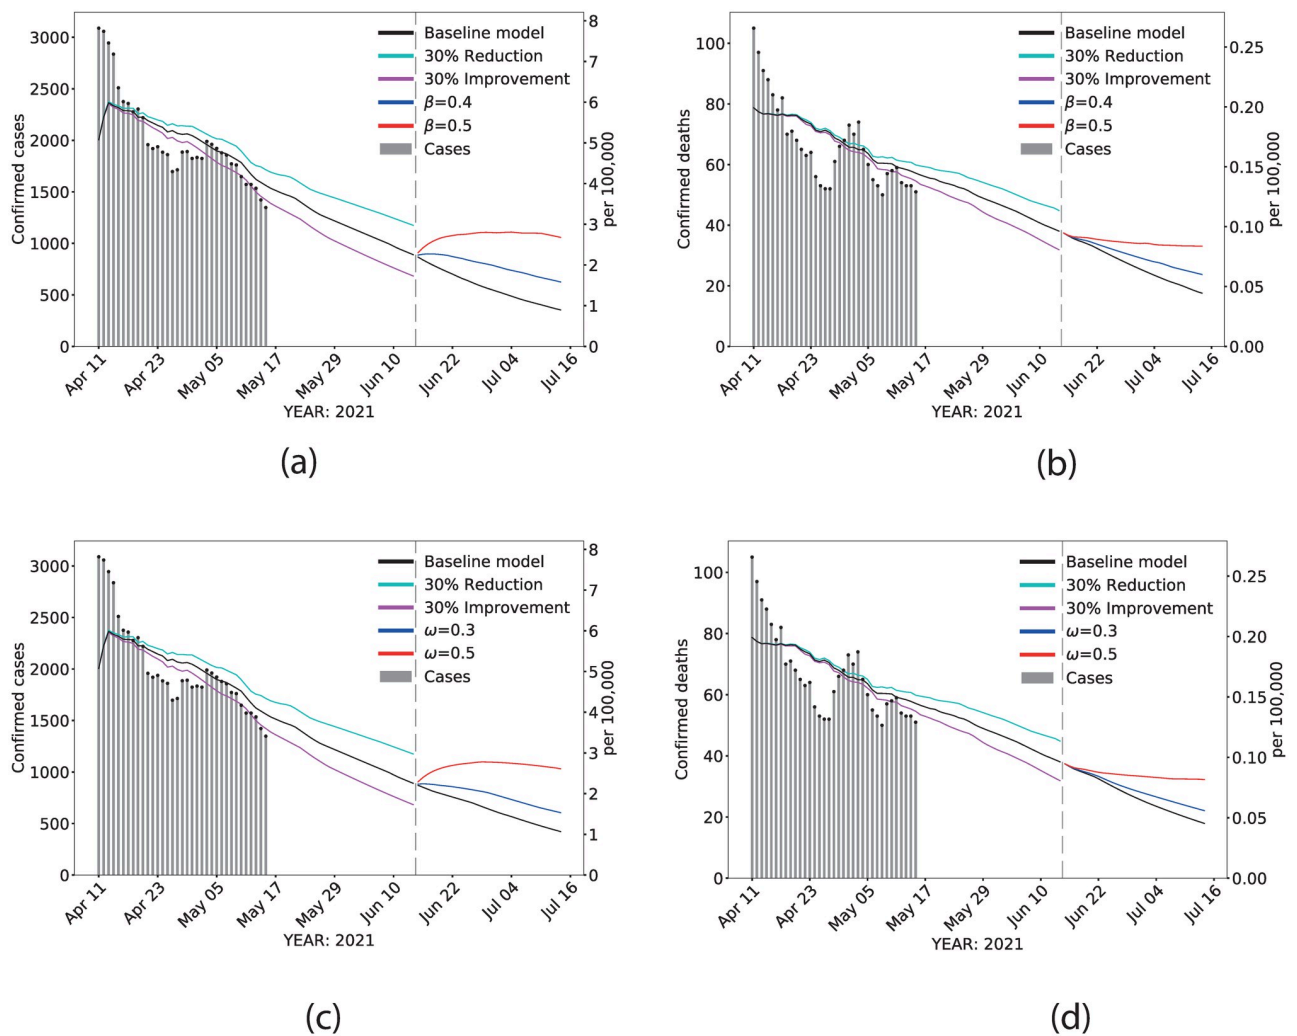 3000
2500
2000
1500
1000
500
0
Confirmed cases
8
7
6
5
4
3
2
1
0
per 100,000
Baseline model
30% Reduction
30% Improvement
β=0.4
β=0.5
Cases
Apr 11
Apr 23
May 05
May 17
May 29
Jun 10
Jun 22
Jul 04
Jul 16
YEAR: 2021
(a)
100
80
60
40
20
0
Confirmed deaths
0.25
0.20
0.15
0.10
0.05
0.00
per 100,000
Baseline model
30% Reduction
30% Improvement
β=0.4
β=0.5
Cases
Apr 11
Apr 23
May 05
May 17
May 29
Jun 10
Jun 22
Jul 04
Jul 16
YEAR: 2021
(b)
3000
2500
2000
1500
1000
500
0
Confirmed cases
8
7
6
5
4
3
2
1
0
per 100,000
Baseline model
30% Reduction
30% Improvement
ω=0.3
ω=0.5
Cases
Apr 11
Apr 23
May 05
May 17
May 29
Jun 10
Jun 22
Jul 04
Jul 16
YEAR: 2021
(c)
100
80
60
40
20
0
Confirmed deaths
0.25
0.20
0.15
0.10
0.05
0.00
per 100,000
Baseline model
30% Reduction
30% Improvement
ω=0.3
ω=0.5
Cases
Apr 11
Apr 23
May 05
May 17
May 29
Jun 10
Jun 22
Jul 04
Jul 16
YEAR: 2021
(d)